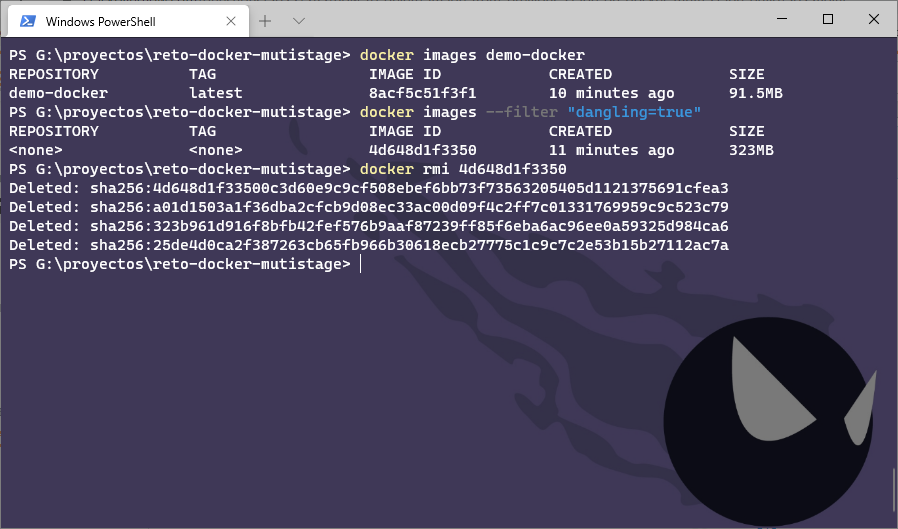 Windows PowerShell
PS G:\proyectos\reto-docker-mutistage> docker images demo-docker
REPOSITORY TAG IMAGE ID CREATED SIZE
demo-docker latest 8acf5c51f3f1 10 minutes ago 91.5MB
PS G:\proyectos\reto-docker-mutistage> docker images --filter "dangling=true"
REPOSITORY TAG IMAGE ID CREATED SIZE
<none> <none> 4d648d1f3350 11 minutes ago 323MB
PS G:\proyectos\reto-docker-mutistage> docker rmi 4d648d1f3350
Deleted: sha256:4d648d1f33500c3d60e9c9cf508ebef6bb73f73563205405d1121375691cfea3
Deleted: sha256:a01d1503a1f36dba2cfcb9d08ec33ac00d09f4c2ff7c01331769959c9c523c79
Deleted: sha256:323b961d916f8bfb42fef576b9aaf87239ff85f6eba6ac96ee0a59325d984ca6
Deleted: sha256:25de4d0ca2f387263cb65fb966b30618ecb27775c1c9c7c2e53b15b27112ac7a
PS G:\proyectos\reto-docker-mutistage>